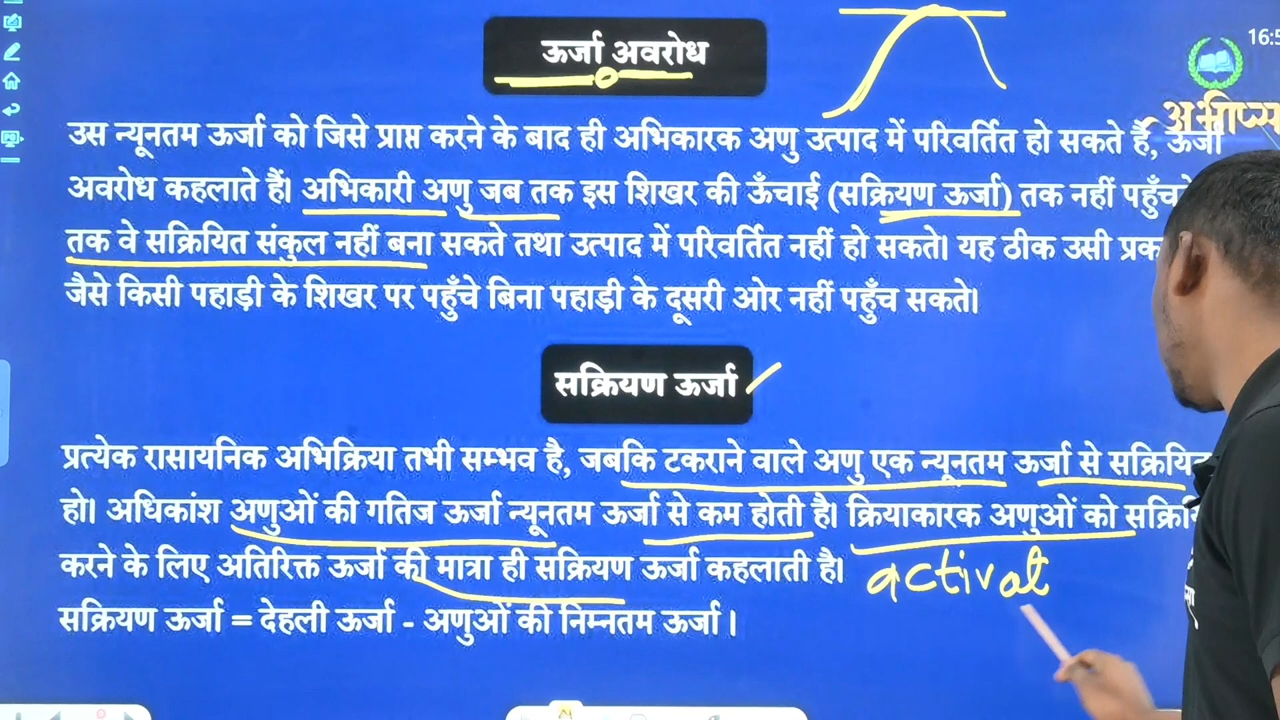 ऊर्जा अवरोध
16:5
उस न्यूनतम ऊर्जा को जिसे प्राप्त करने के बाद ही अभिकारक अणु उत्पाद में परिवर्तित हो सकते हैं, ऊर्जा
अवरोध कहलाते हैं। अभिकारी अणु जब तक इस शिखर की ऊँचाई (सक्रियण ऊर्जा) तक नहीं पहुँच
तक वे सक्रियित संकुल नहीं बना सकते तथा उत्पाद में परिवर्तित नहीं हो सकते। यह ठीक उसी प्रक
जैसे किसी पहाड़ी के शिखर पर पहुँचे बिना पहाड़ी के दूसरी ओर नहीं पहुँच सकते।
सक्रियण ऊर्जा
प्रत्येक रासायनिक अभिक्रिया तभी सम्भव है, जबकि टकराने वाले अणु एक न्यूनतम ऊर्जा से सक्रियित
हो। अधिकांश अणुओं की गतिज ऊर्जा न्यूनतम ऊर्जा से कम होती है। क्रियाकारक अणुओं को सक्रि
करने के लिए अतिरिक्त ऊर्जा की मात्रा ही सक्रियण ऊर्जा कहलाती है। activat
सक्रियण ऊर्जा = देहली ऊर्जा - अणुओं की निम्नतम ऊर्जा।